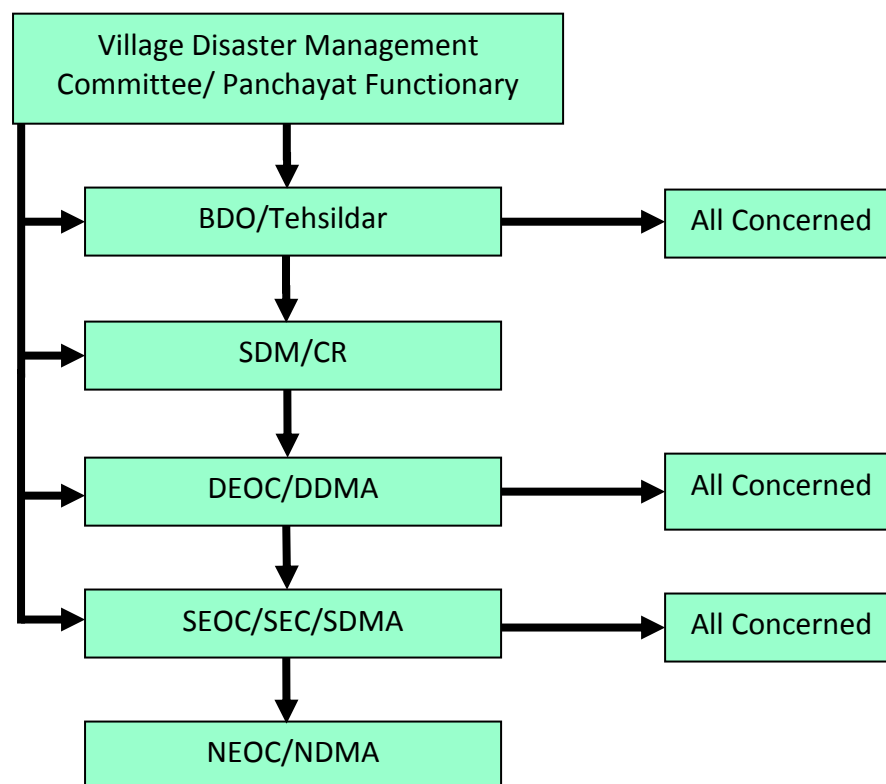 Village Disaster Management
Committee/ Panchayat Functionary
BDO/Tehsildar
All Concerned
SDM/CR
DEOC/DDMA
All Concerned
SEOC/SEC/SDMA
All Concerned
NEOC/NDMA